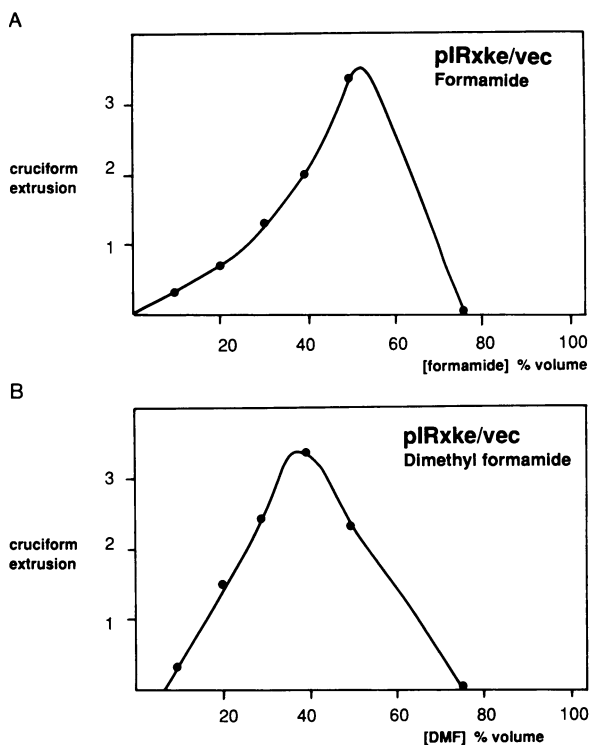 A
pIRxke/vec
Formamide
3
cruciform
extrusion
2
1
20 40 60 80 100
[formamide] % volume
B
pIRxke/vec
Dimethyl formamide
3
cruciform
extrusion
2
1
20 40 60 80 100
[DMF] % volume